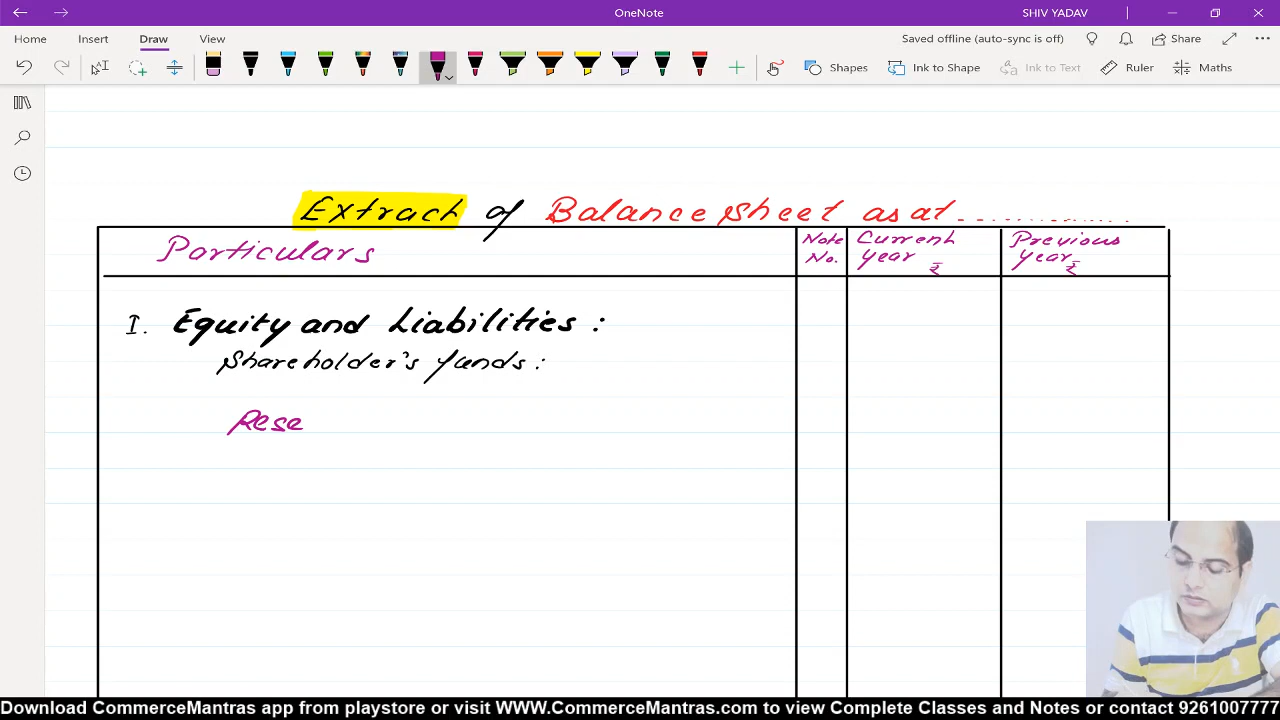 OneNote
SHIV YADAV
Home Insert Draw View
Saved offline (auto-sync is off)
Share
Shapes
Ink to Shape
Ink to Text
Ruler
Maths
Extract of Balance Sheet as at ..............
Particulars
Note No.
Current year ₹
Previous year ₹
I. Equity and Liabilities :
Shareholder's funds :
Rese
Download CommerceMantras app from playstore or visit WWW.CommerceMantras.com to view Complete Classes and Notes or contact 9261007777